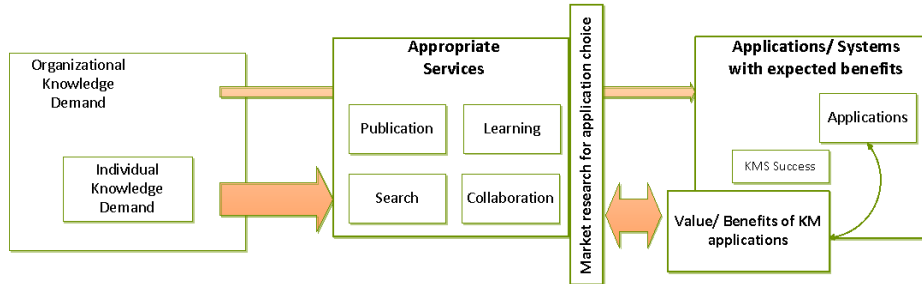 Organizational
Knowledge
Demand
Individual
Knowledge
Demand
Appropriate
Services
Publication
Learning
Search
Collaboration
Market research for application choice
Applications/ Systems
with expected benefits
Applications
KMS Success
Value/ Benefits of KM
applications